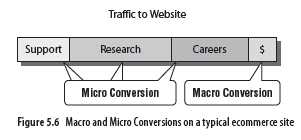 Traffic to Website
Support Research Careers $
Micro Conversion Macro Conversion
Figure 5.6 Macro and Micro Conversions on a typical ecommerce site